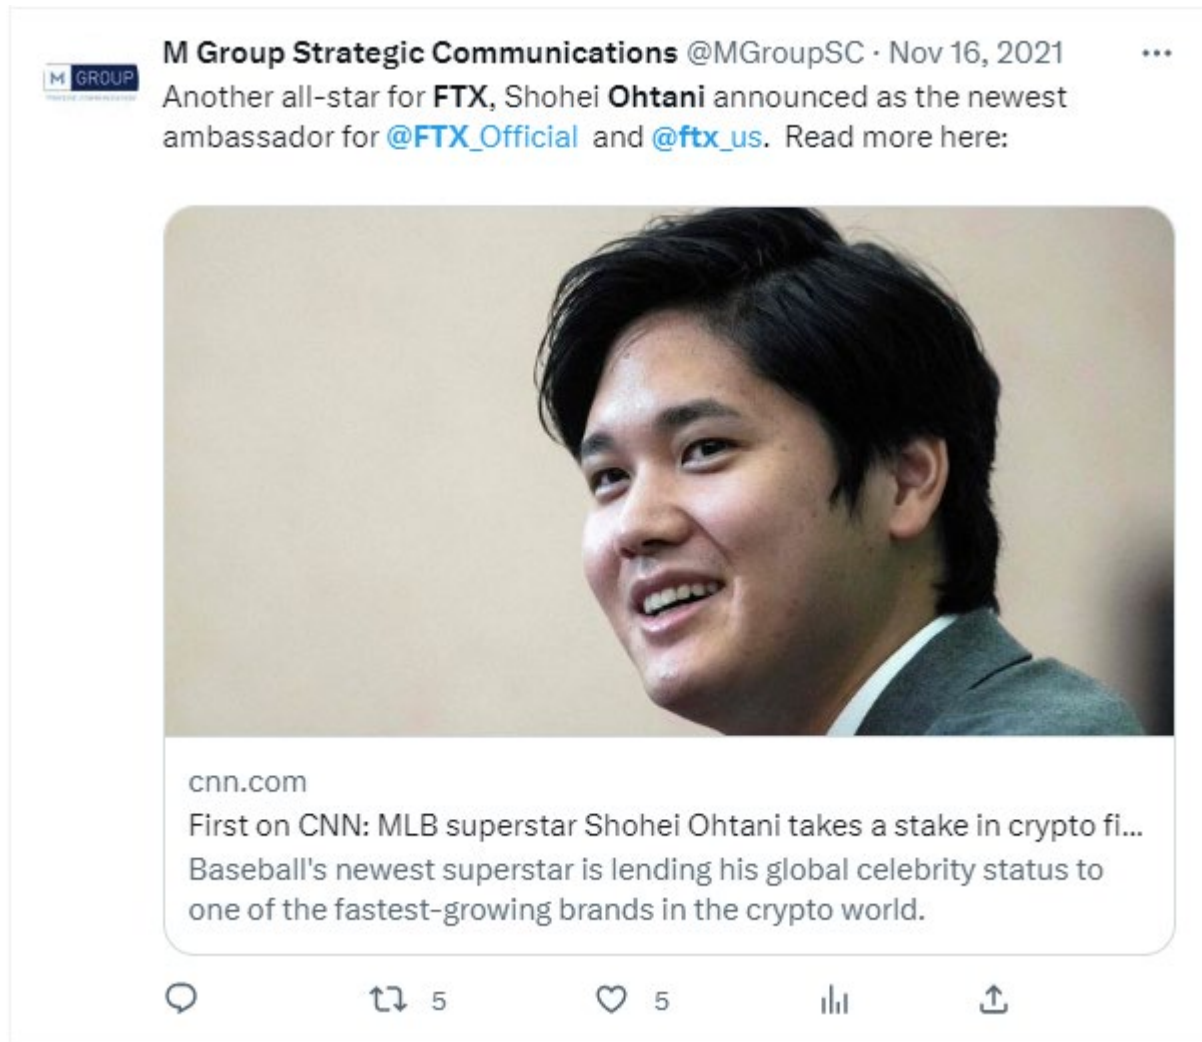 M Group Strategic Communications @MGroupSC · Nov 16, 2021
M GROUP
Another all-star for FTX, Shohei Ohtani announced as the newest
ambassador for @FTX_Official and @ftx_us. Read more here:
cnn.com
First on CNN: MLB superstar Shohei Ohtani takes a stake in crypto fi...
Baseball's newest superstar is lending his global celebrity status to
one of the fastest-growing brands in the crypto world.
5 5